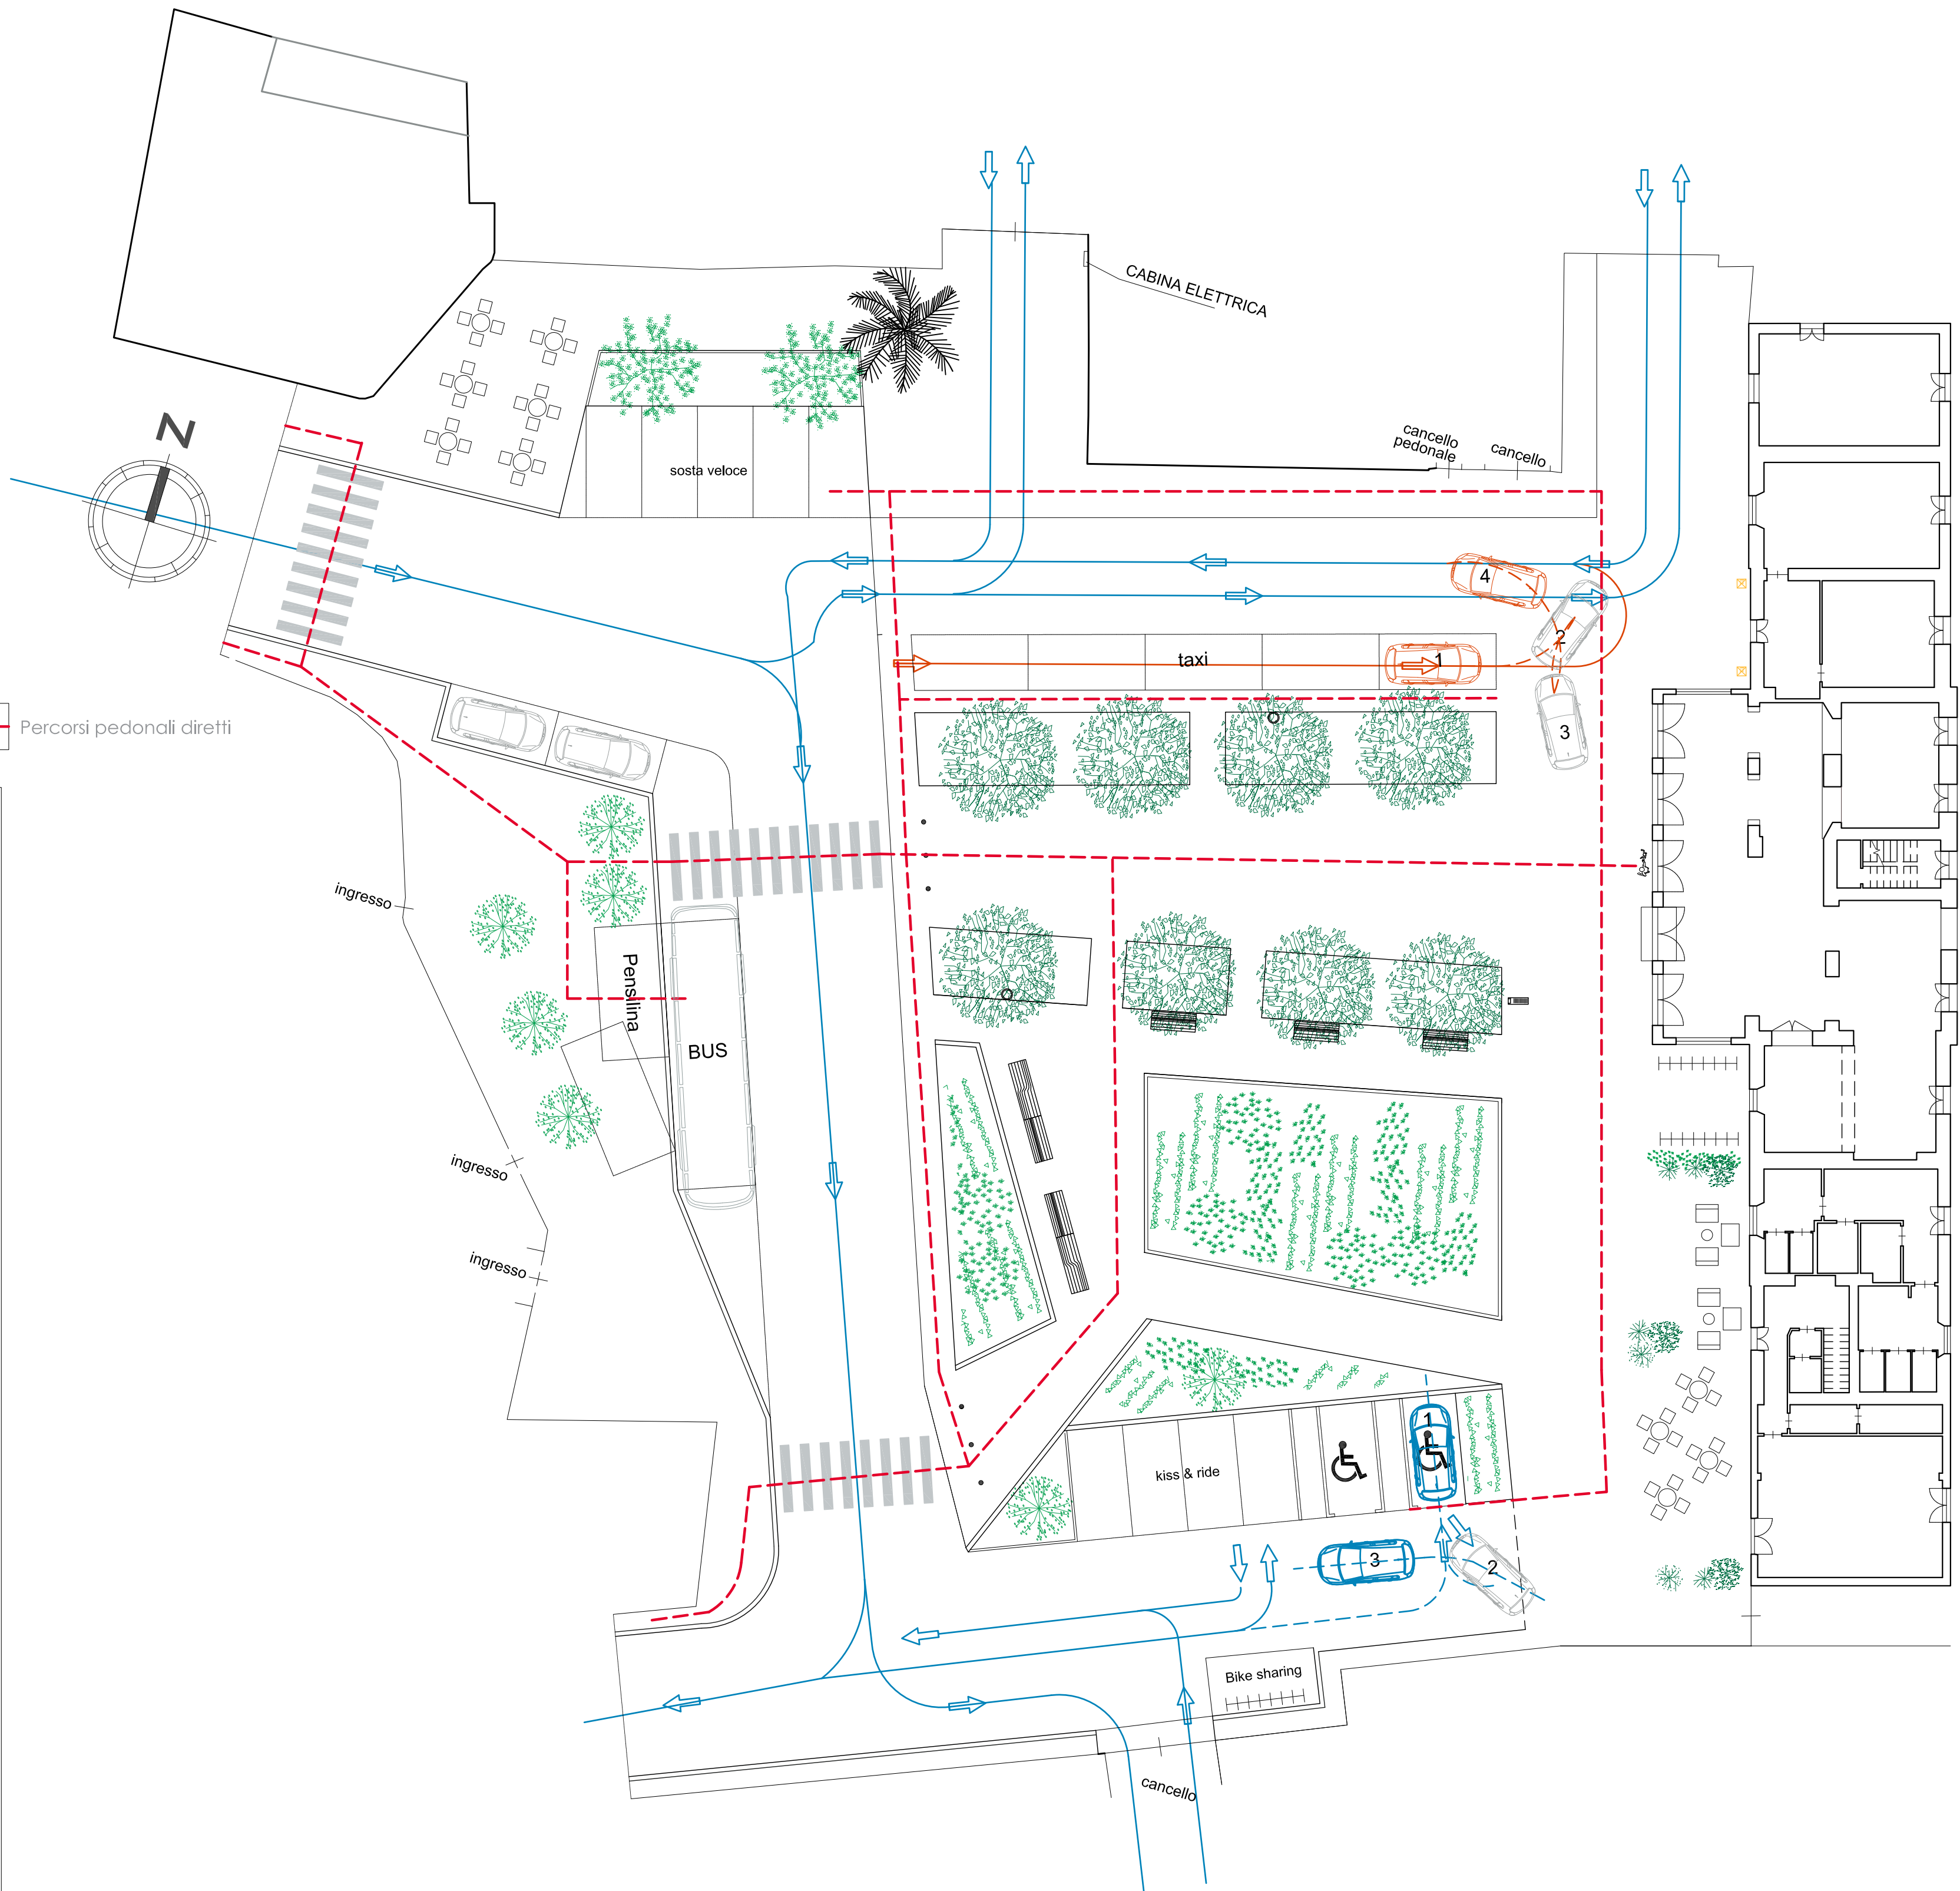 N
CABINA ELETTRICA
cancello
pedonale
cancello
sosta veloce
4
2
taxi
1
3
Percorsi pedonali diretti
ingresso
Pensilina
BUS
ingresso
ingresso
1
kiss & ride
3
2
Bike sharing
cancello